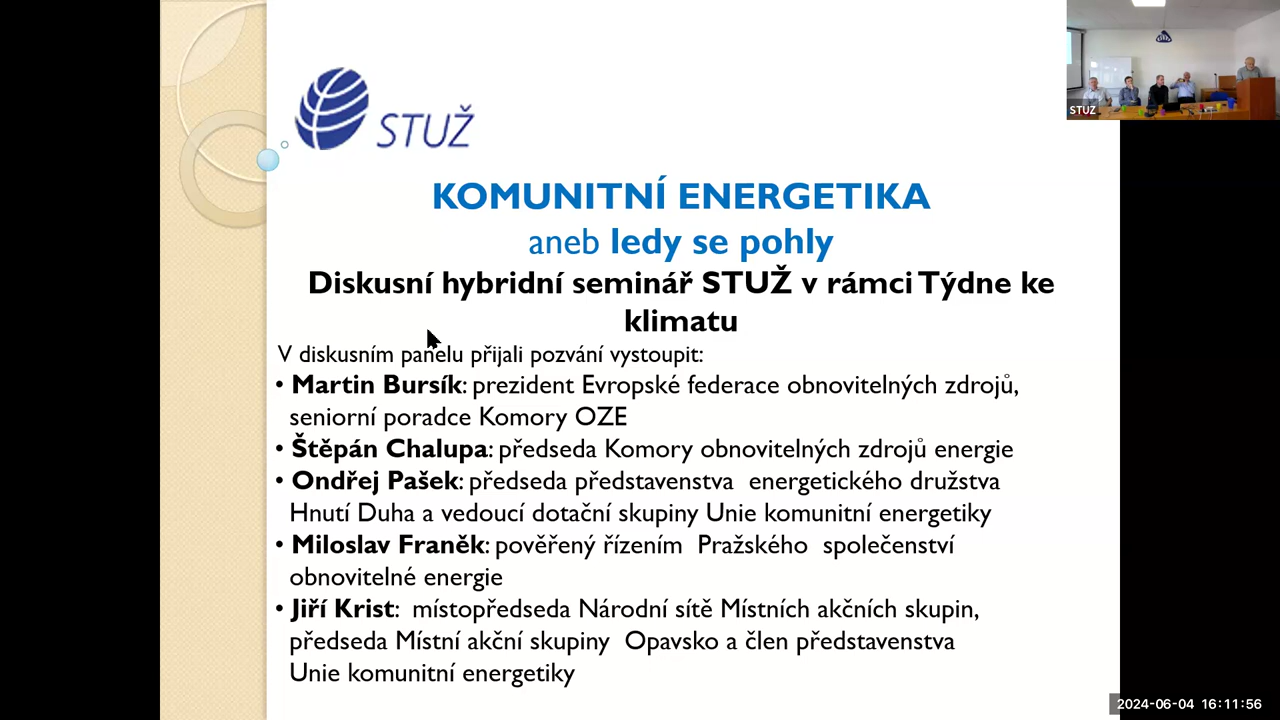 STUŽ
STUZ
KOMUNITNÍ ENERGETIKA
aneb ledy se pohly
Diskusní hybridní seminář STUŽ v rámci Týdne ke
klimatu
V diskusním panelu přijali pozvání vystoupit:
• Martin Bursík: prezident Evropské federace obnovitelných zdrojů,
seniorní poradce Komory OZE
• Štěpán Chalupa: předseda Komory obnovitelných zdrojů energie
• Ondřej Pašek: předseda představenstva energetického družstva
Hnutí Duha a vedoucí dotační skupiny Unie komunitní energetiky
• Miloslav Franěk: pověřený řízením Pražského společenství
obnovitelné energie
• Jiří Krist: místopředseda Národní sítě Místních akčních skupin,
předseda Místní akční skupiny Opavsko a člen představenstva
Unie komunitní energetiky
2024-06-04 16:11:56